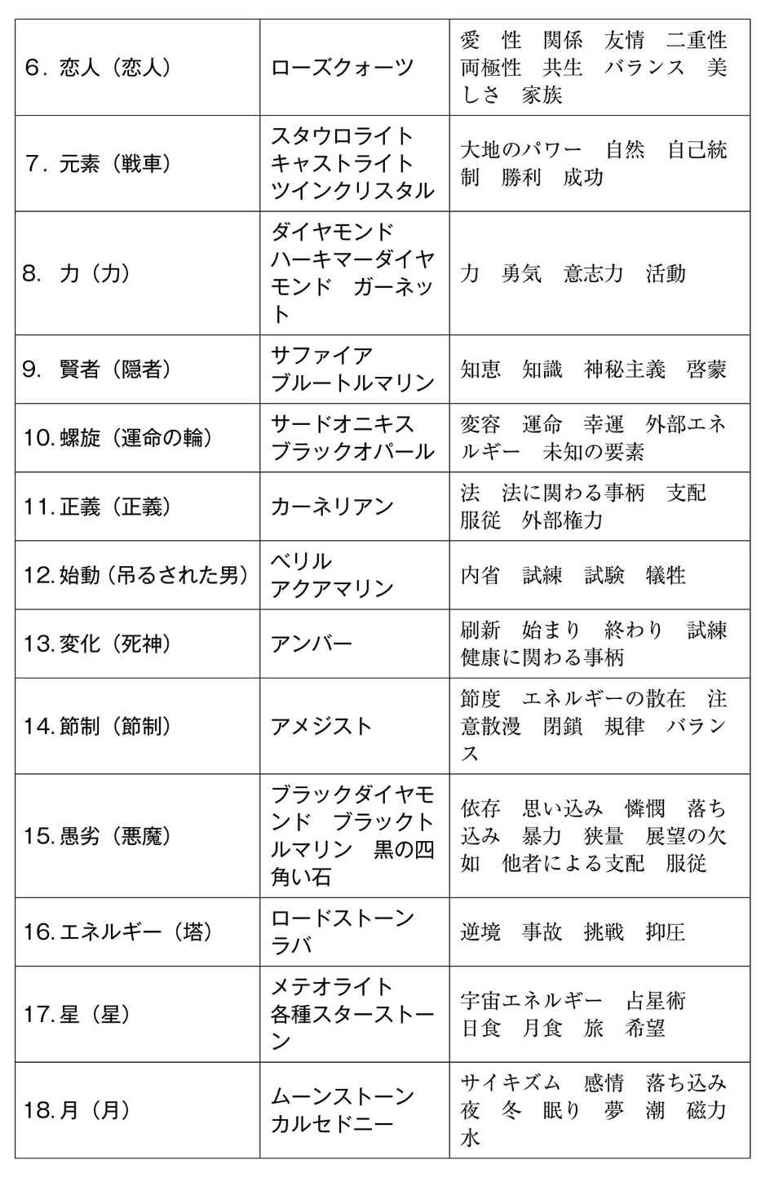 6. 恋人（恋人）
ローズクォーツ
愛　性　関係　友情　二重性
両極性　共生　バランス　美
しさ　家族
7. 元素（戦車）
スタウロライト
キャストライト
ツインクリスタル
大地のパワー　自然　自己統
制　勝利　成功
8. 力（力）
ダイヤモンド
ハーキマーダイヤ
モンド　ガーネッ
ト
力　勇気　意志力　活動
9. 賢者（隠者）
サファイア
ブルートルマリン
知恵　知識　神秘主義　啓蒙
10. 螺旋（運命の輪）
サードオニキス
ブラックオパール
変容　運命　幸運　外部エネ
ルギー　未知の要素
11. 正義（正義）
カーネリアン
法　法に関わる事柄　支配
服従　外部権力
12. 始動（吊るされた男）
ベリル
アクアマリン
内省　試練　試験　犠牲
13. 変化（死神）
アンバー
刷新　始まり　終わり　試練
健康に関わる事柄
14. 節制（節制）
アメジスト
節度　エネルギーの散在　注
意散漫　閉鎖　規律　バラン
ス
15. 愚劣（悪魔）
ブラックダイヤモ
ンド　ブラックト
ルマリン　黒の四
角い石
依存　思い込み　憐憫　落ち
込み　暴力　狭量　展望の欠
如　他者による支配　服従
16. エネルギー（塔）
ロードストーン
ラバ
逆境　事故　挑戦　抑圧
17. 星（星）
メテオライト
各種スターストー
ン
宇宙エネルギー　占星術
日食　月食　旅　希望
18. 月（月）
ムーンストーン
カルセドニー
サイキズム　感情　落ち込み
夜　冬　眠り　夢　潮　磁力
水